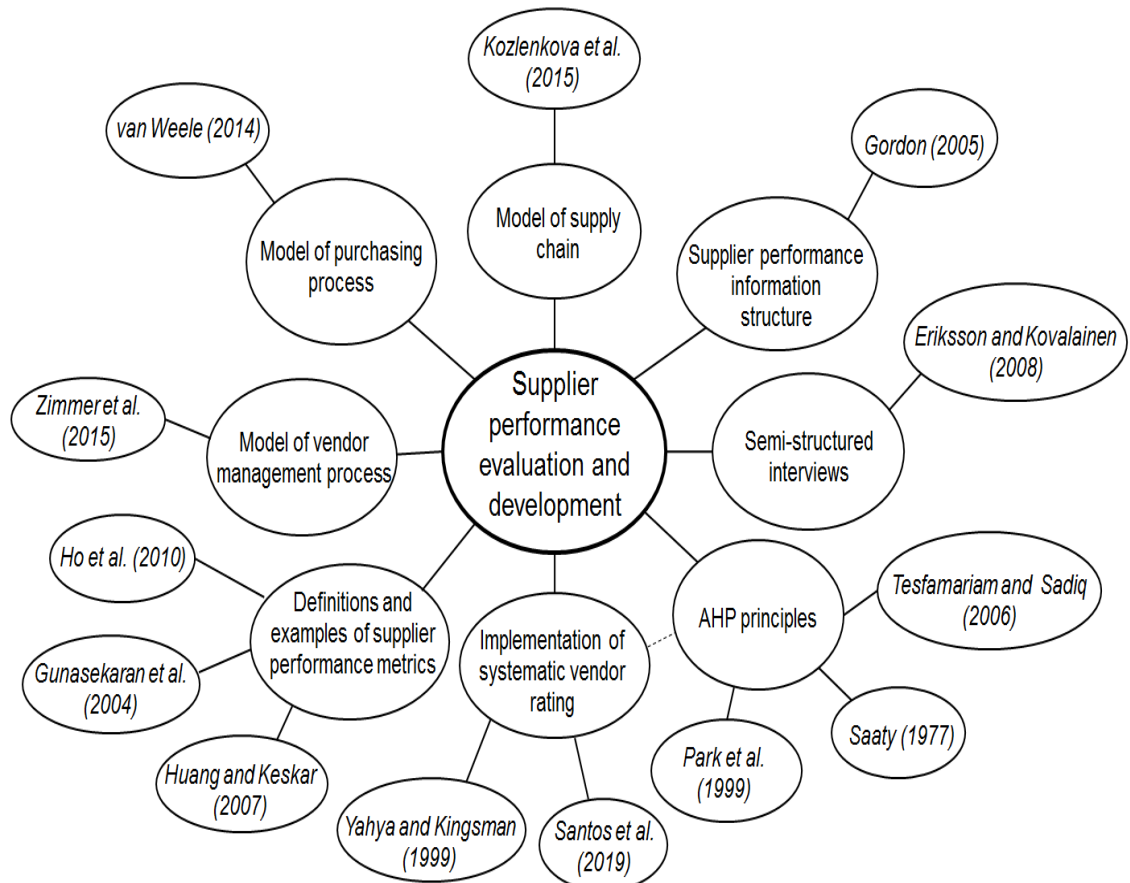 Kozlenkova et al.
(2015)
van Weele (2014)
Gordon (2005)
Model of supply
chain
Model of purchasing
process
Supplier performance
information
structure
Eriksson and Kovalainen
(2008)
Supplier
performance
evaluation and
development
Zimmer et al.
(2015)
Model of vendor
management process
Semi-structured
interviews
Ho et al. (2010)
Definitions and
examples of supplier
performance metrics
Implementation of
systematic vendor
rating
AHP principles
Tesfamariam and Sadiq
(2006)
Gunasekaran et al.
(2004)
Saaty (1977)
Huang and Keskar
(2007)
Park et al.
(1999)
Yahya and Kingsman
(1999)
Santos et al.
(2019)